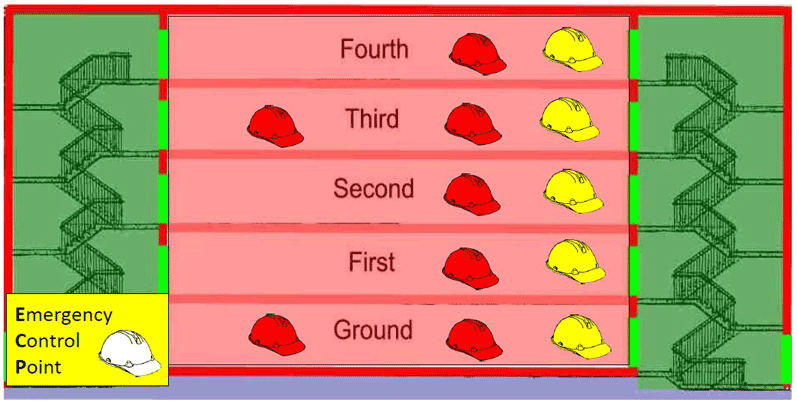 Fourth
Third
Second
First
Ground
Emergency
Control
Point